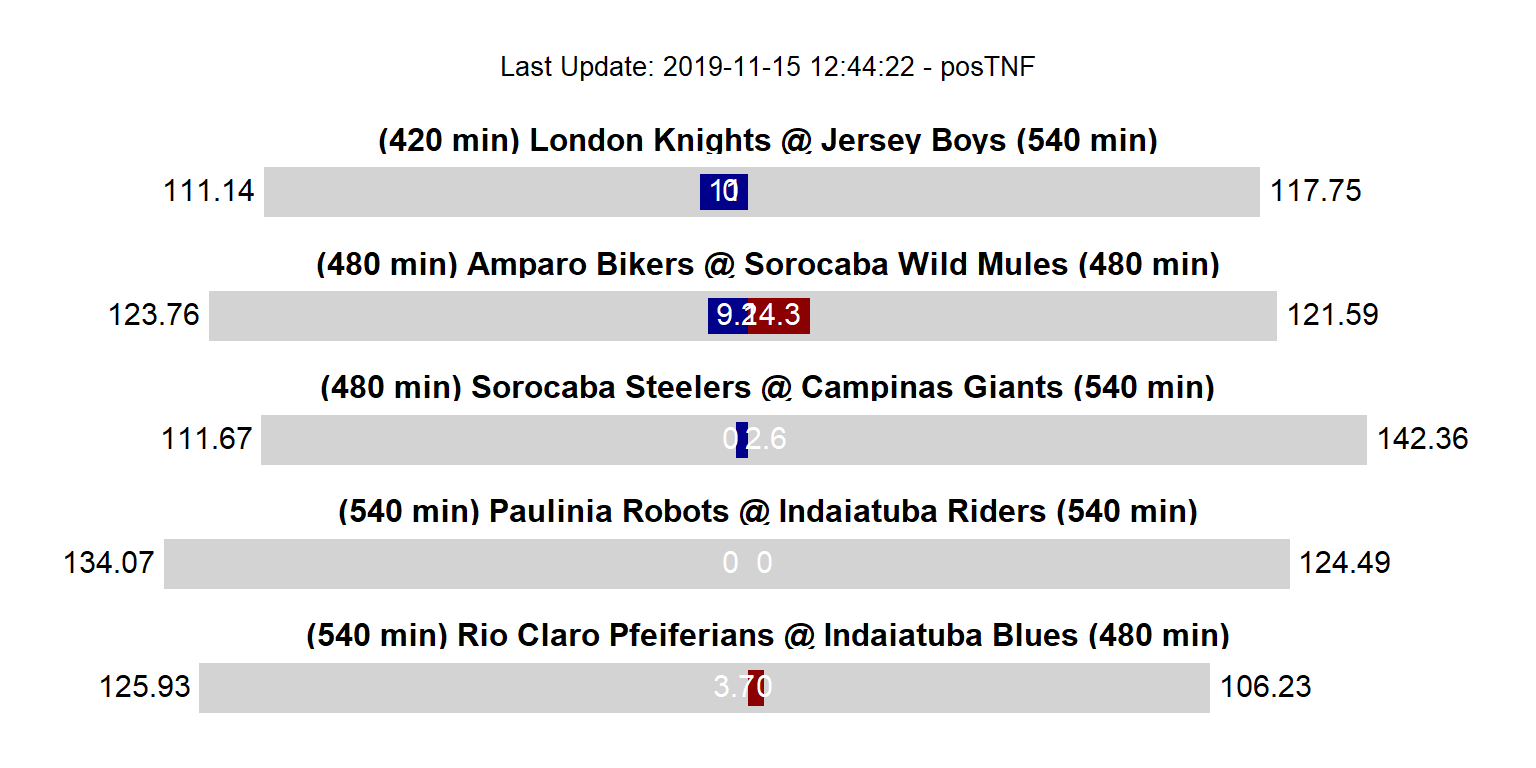 Last Update: 2019-11-15 12:44:22 - posTNF
(420 min) London Knights @ Jersey Boys (540 min)
111.14 117.75
(480 min) Amparo Bikers @ Sorocaba Wild Mules (480 min)
123.76 9.2 14.3 121.59
(480 min) Sorocaba Steelers @ Campinas Giants (540 min)
111.67 0 2.6 142.36
(540 min) Paulinia Robots @ Indaiatuba Riders (540 min)
134.07 0 0 124.49
(540 min) Rio Claro Pfeiferians @ Indaiatuba Blues (480 min)
125.93 3.7 0 106.23